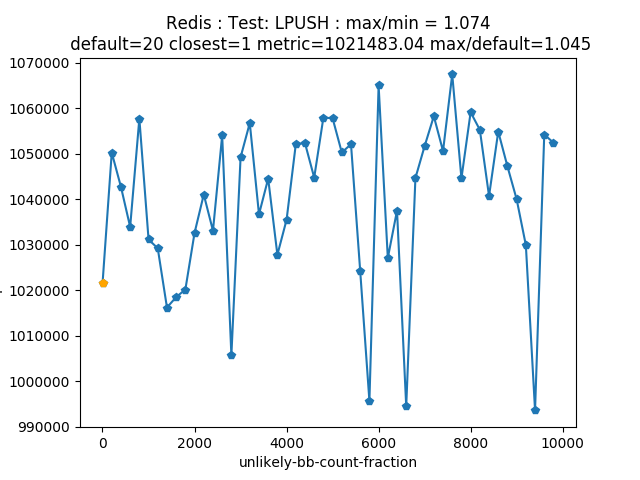 Redis : Test: LPUSH : max/min = 1.074
default=20 closest=1 metric=1021483.04 max/default=1.045
1070000
1060000
1050000
1040000
1030000
1020000
1010000
1000000
990000
0 2000 4000 6000 8000 10000
unlikely-bb-count-fraction